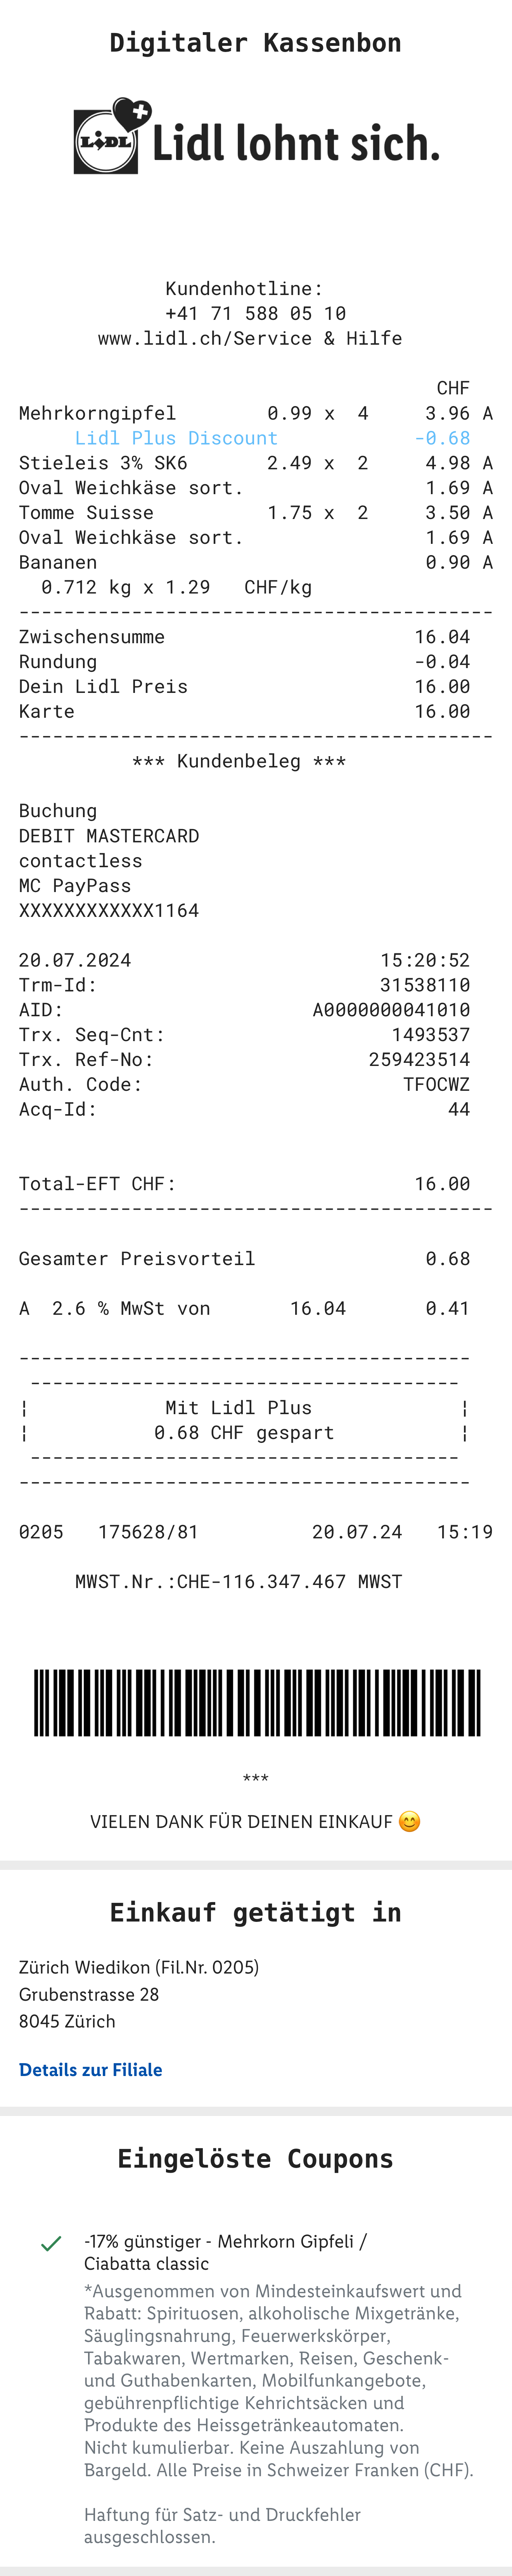 Digitaler Kassenbon
LiDL Lidl lohnt sich.
Kundenhotline:
+41 71 588 05 10
www.lidl.ch/Service & Hilfe
CHF
Mehrkorngipfel 0.99 x 4 3.96 A
Lidl Plus Discount -0.68
Stieleis 3% SK6 2.49 x 2 4.98 A
Oval Weichkäse sort. 1.69 A
Tomme Suisse 1.75 x 2 3.50 A
Oval Weichkäse sort. 1.69 A
Bananen 0.90 A
0.712 kg x 1.29 CHF/kg
------------------------------------------
Zwischensumme 16.04
Rundung -0.04
Dein Lidl Preis 16.00
Karte 16.00
------------------------------------------
*** Kundenbeleg ***
Buchung
DEBIT MASTERCARD
contactless
MC PayPass
XXXXXXXXXXXX1164
20.07.2024 15:20:52
Trm-Id: 31538110
AID: A0000000041010
Trx. Seq-Cnt: 1493537
Trx. Ref-No: 259423514
Auth. Code: TFOCWZ
Acq-Id: 44
Total-EFT CHF: 16.00
------------------------------------------
Gesamter Preisvorteil 0.68
A 2.6 % MwSt von 16.04 0.41
----------------------------------------
--------------------------------------
¦ Mit Lidl Plus ¦
¦ 0.68 CHF gespart ¦
--------------------------------------
----------------------------------------
0205 175628/81 20.07.24 15:19
MWST.Nr.:CHE-116.347.467 MWST
***
VIELEN DANK FÜR DEINEN EINKAUF 😊
Einkauf getätigt in
Zürich Wiedikon (Fil.Nr. 0205)
Grubenstrasse 28
8045 Zürich
Details zur Filiale
Eingelöste Coupons
-17% günstiger - Mehrkorn Gipfeli /
Ciabatta classic
*Ausgenommen von Mindesteinkaufswert und
Rabatt: Spirituosen, alkoholische Mixgetränke,
Säuglingsnahrung, Feuerwerkskörper,
Tabakwaren, Wertmarken, Reisen, Geschenk-
und Guthabenkarten, Mobilfunkangebote,
gebührenpflichtige Kehrichtsäcken und
Produkte des Heissgetränkeautomaten.
Nicht kumulierbar. Keine Auszahlung von
Bargeld. Alle Preise in Schweizer Franken (CHF).
Haftung für Satz- und Druckfehler
ausgeschlossen.